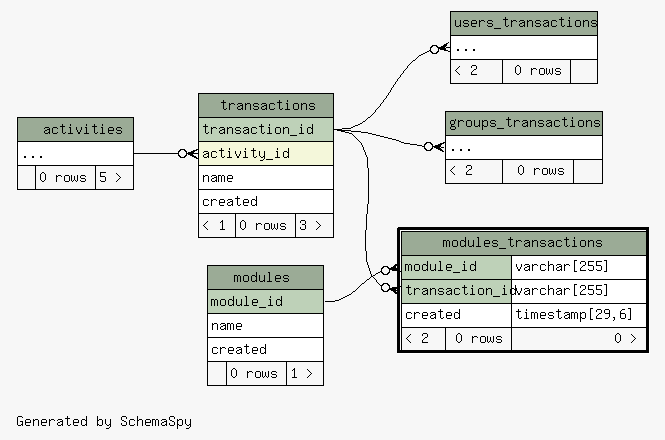 users_transactions
...
< 2 0 rows
transactions
transaction_id
activity_id
name
created
< 1 0 rows 3 >
groups_transactions
...
< 2 0 rows
activities
...
0 rows 5 >
modules_transactions
module_id varchar[255]
transaction_id varchar[255]
created timestamp[29,6]
< 2 0 rows 0 >
modules
module_id
name
created
0 rows 1 >
Generated by SchemaSpy